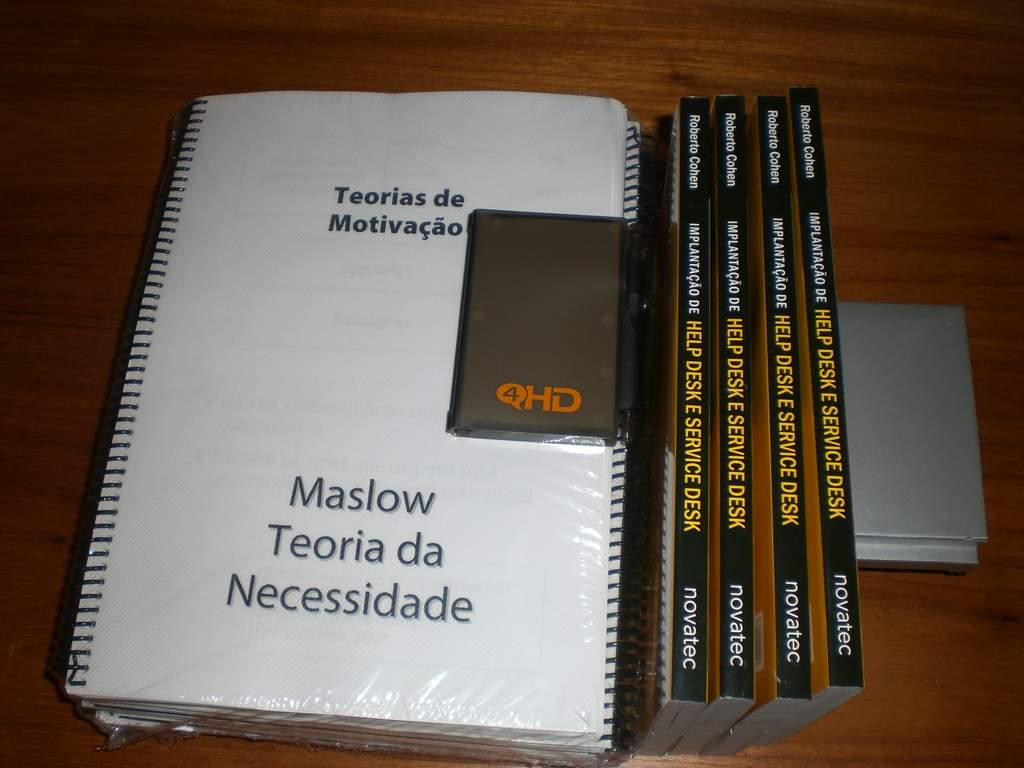 Teorias de
Motivação
4HD
Maslow
Teoria da
Necessidade
Roberto Cohen IMPLANTAÇÃO DE HELP DESK E SERVICE DESK novatec
Roberto Cohen IMPLANTAÇÃO DE HELP DESK E SERVICE DESK novatec
Roberto Cohen IMPLANTAÇÃO DE HELP DESK E SERVICE DESK novatec
Roberto Cohen IMPLANTAÇÃO DE HELP DESK E SERVICE DESK novatec